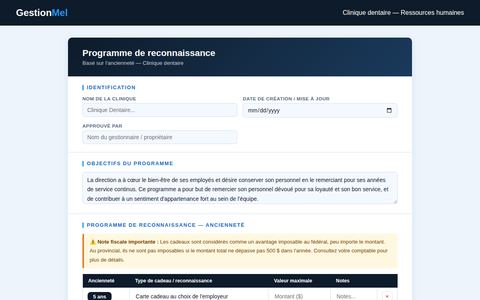 GestionMel
Clinique dentaire — Ressources humaines
Programme de reconnaissance
Basé sur l'ancienneté — Clinique dentaire
IDENTIFICATION
NOM DE LA CLINIQUE
DATE DE CRÉATION / MISE À JOUR
Clinique Dentaire...
mm/dd/yyyy
APPROUVÉ PAR
Nom du gestionnaire / propriétaire
OBJECTIFS DU PROGRAMME
La direction a à cœur le bien-être de ses employés et désire conserver son personnel en le remerciant pour ses années
de service continus. Ce programme a pour but de remercier son personnel dévoué pour sa loyauté et son bon service, et
de contribuer à un sentiment d'appartenance fort au sein de l'équipe.
PROGRAMME DE RECONNAISSANCE — ANCIENNETÉ
⚠️ Note fiscale importante : Les cadeaux sont considérés comme un avantage imposable au fédéral, peu importe le montant.
Au provincial, ils ne sont pas imposables si le montant total ne dépasse pas 500 $ dans l'année. Consultez votre comptable pour
plus de détails.
Ancienneté Type de cadeau / reconnaissance Valeur maximale Notes
5 ans Carte cadeau au choix de l'employeur Montant ($) Notes... ×